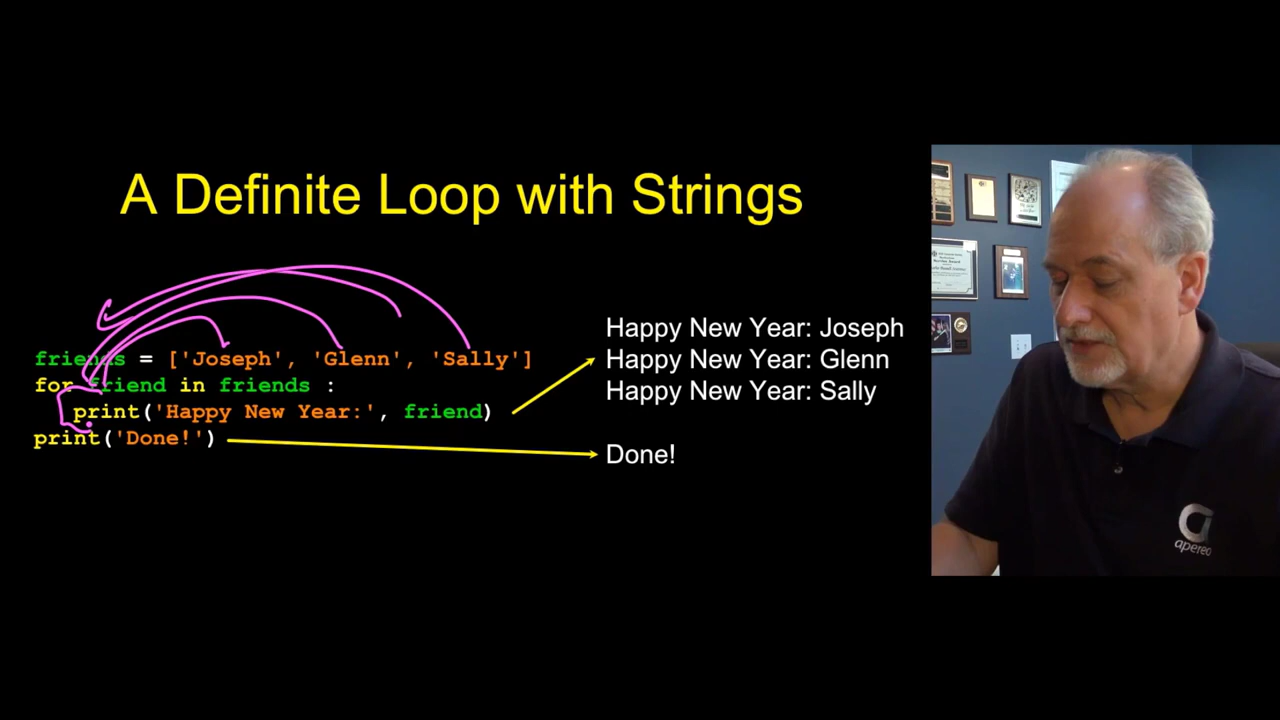 A Definite Loop with Strings
friends = ['Joseph', 'Glenn', 'Sally']
for friend in friends :
print('Happy New Year:', friend)
print('Done!')
Happy New Year: Joseph
Happy New Year: Glenn
Happy New Year: Sally
Done!
apereo